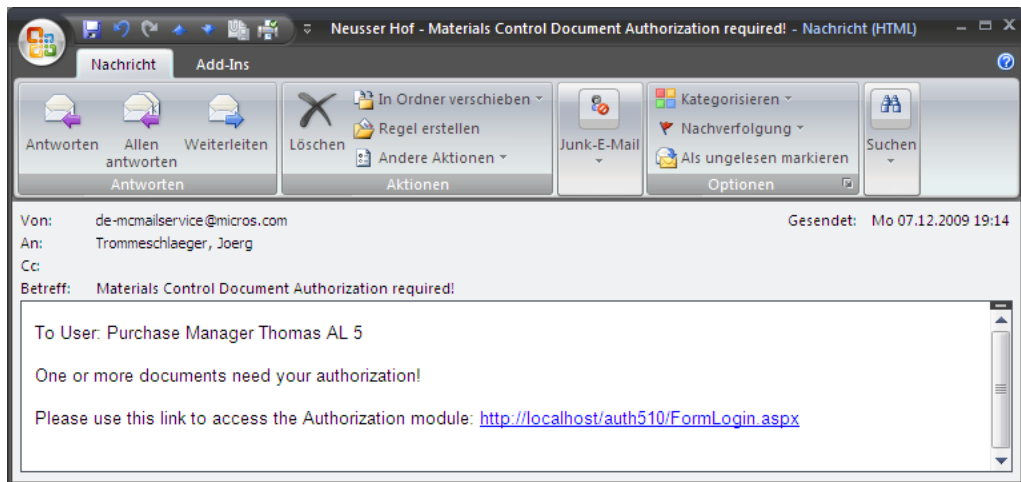 Neusser Hof - Materials Control Document Authorization required! - Nachricht (HTML)
Nachricht Add-Ins
Antworten
Allen antworten
Weiterleiten
Antworten
Löschen
In Ordner verschieben
Regel erstellen
Andere Aktionen
Aktionen
Junk-E-Mail
Kategorisieren
Nachverfolgung
Als ungelesen markieren
Optionen
Suchen
Von: de-mcmailservice@micros.com Gesendet: Mo 07.12.2009 19:14
An: Trommeschlaeger, Joerg
Cc:
Betreff: Materials Control Document Authorization required!
To User: Purchase Manager Thomas AL 5
One or more documents need your authorization!
Please use this link to access the Authorization module: http://localhost/auth510/FormLogin.aspx